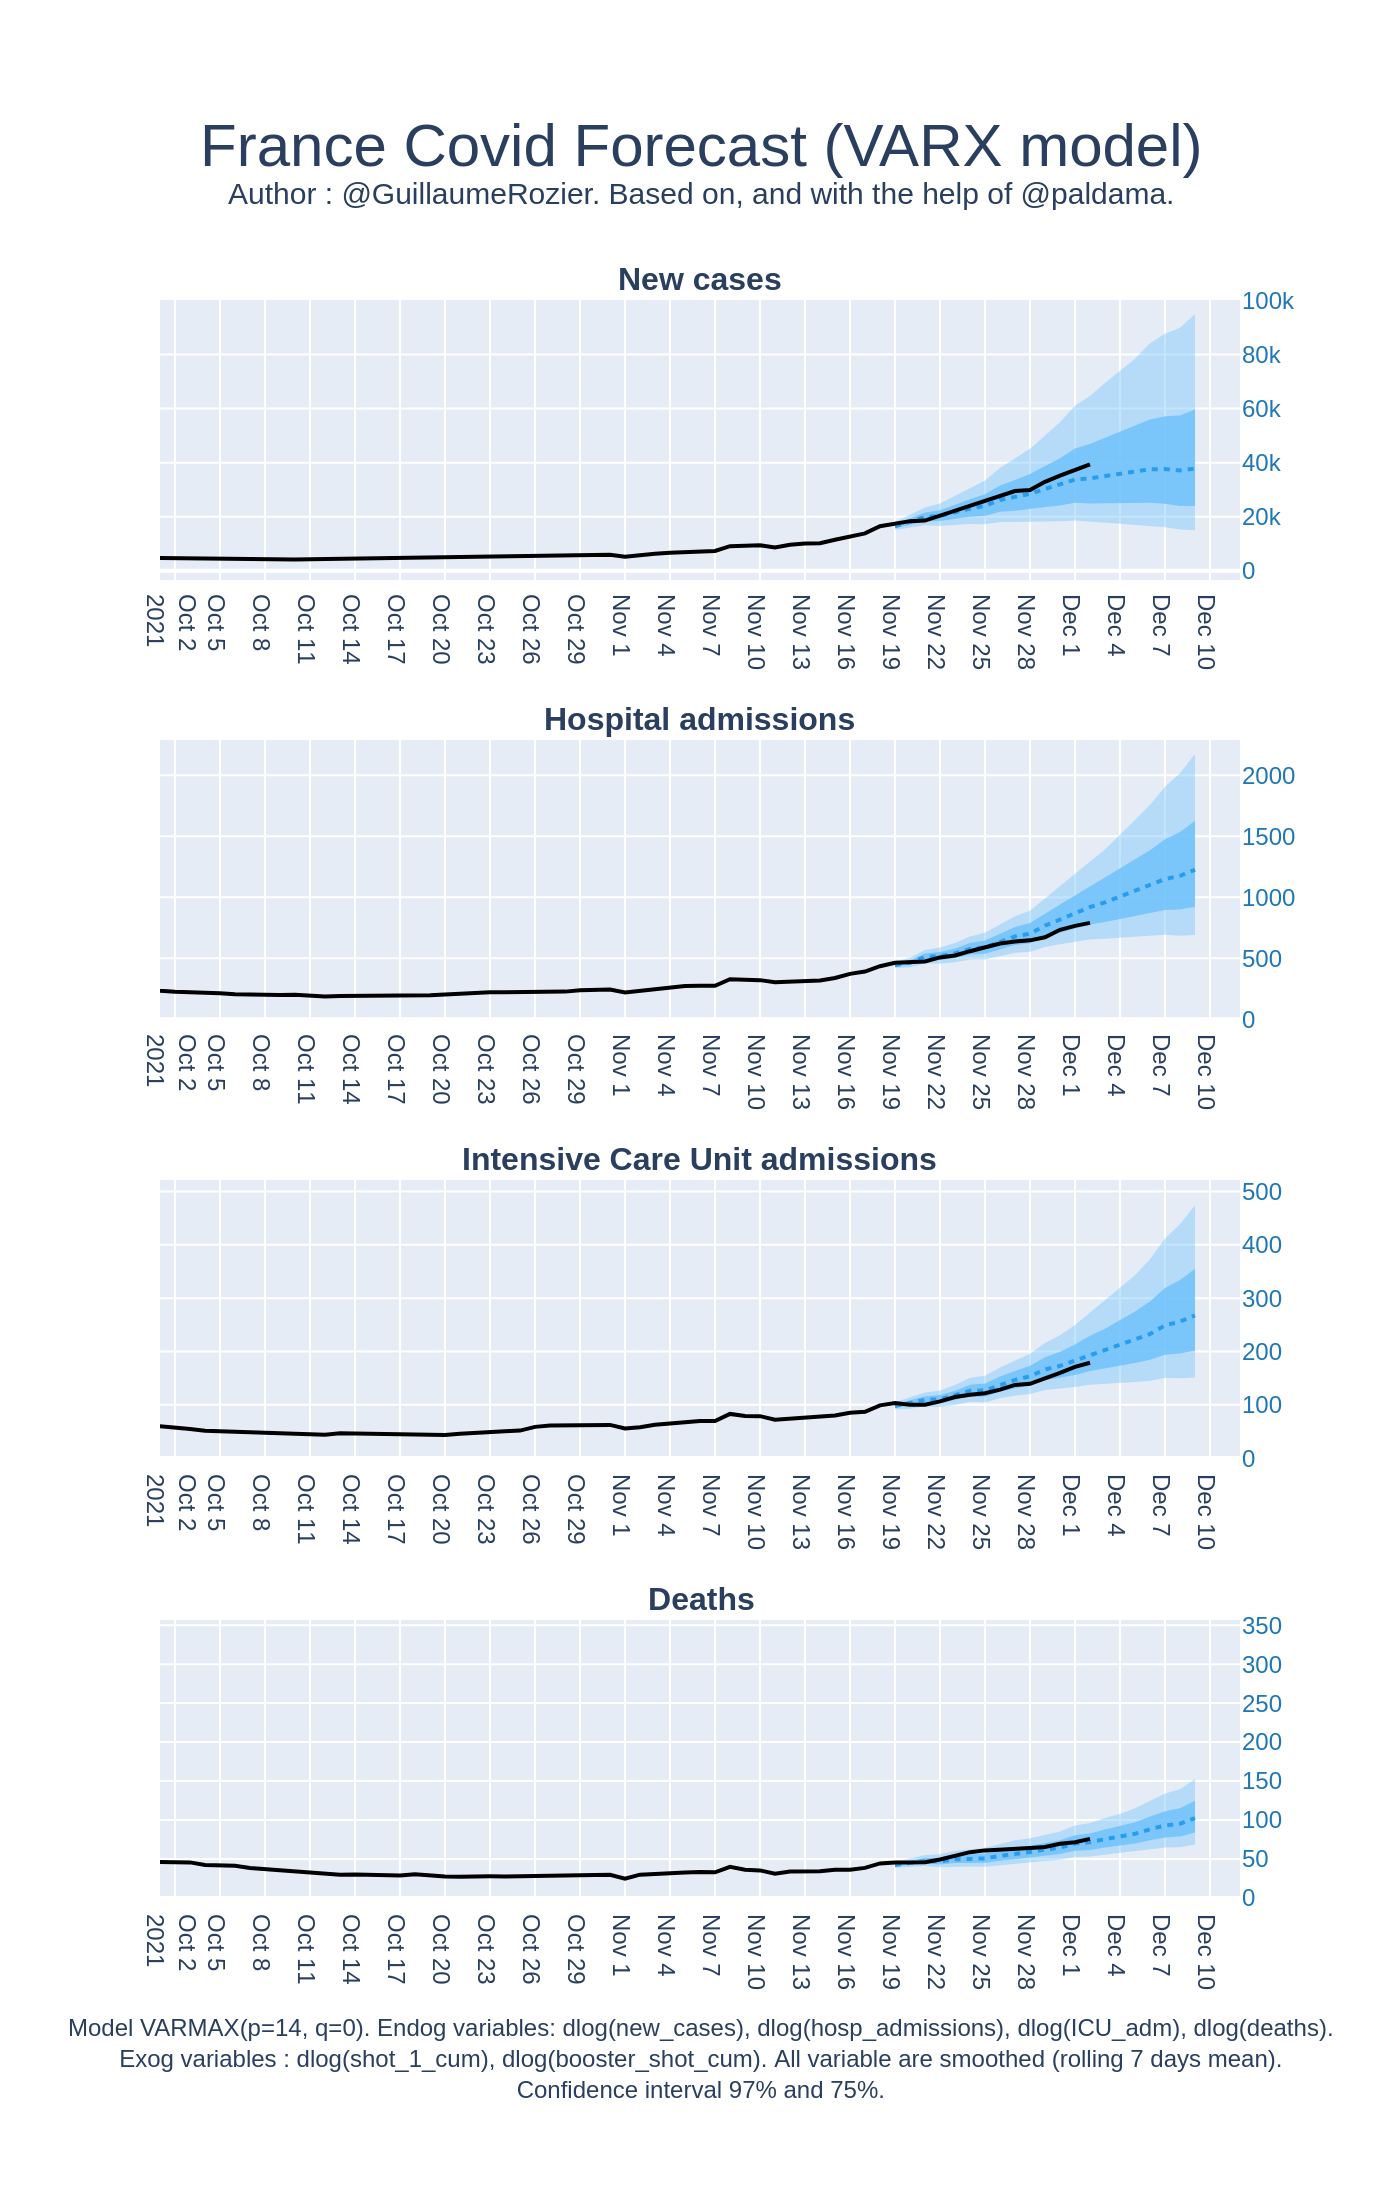 France Covid Forecast (VARX model)
Author : @GuillaumeRozier. Based on, and with the help of @paldama.
New cases
100k
80k
60k
40k
20k
0
2021
Oct 2
Oct 5
Oct 8
Oct 11
Oct 14
Oct 17
Oct 20
Oct 23
Oct 26
Oct 29
Nov 1
Nov 4
Nov 7
Nov 10
Nov 13
Nov 16
Nov 19
Nov 22
Nov 25
Nov 28
Dec 1
Dec 4
Dec 7
Dec 10
Hospital admissions
2000
1500
1000
500
0
2021
Oct 2
Oct 5
Oct 8
Oct 11
Oct 14
Oct 17
Oct 20
Oct 23
Oct 26
Oct 29
Nov 1
Nov 4
Nov 7
Nov 10
Nov 13
Nov 16
Nov 19
Nov 22
Nov 25
Nov 28
Dec 1
Dec 4
Dec 7
Dec 10
Intensive Care Unit admissions
500
400
300
200
100
0
2021
Oct 2
Oct 5
Oct 8
Oct 11
Oct 14
Oct 17
Oct 20
Oct 23
Oct 26
Oct 29
Nov 1
Nov 4
Nov 7
Nov 10
Nov 13
Nov 16
Nov 19
Nov 22
Nov 25
Nov 28
Dec 1
Dec 4
Dec 7
Dec 10
Deaths
350
300
250
200
150
100
50
0
2021
Oct 2
Oct 5
Oct 8
Oct 11
Oct 14
Oct 17
Oct 20
Oct 23
Oct 26
Oct 29
Nov 1
Nov 4
Nov 7
Nov 10
Nov 13
Nov 16
Nov 19
Nov 22
Nov 25
Nov 28
Dec 1
Dec 4
Dec 7
Dec 10
Model VARMAX(p=14, q=0). Endog variables: dlog(new_cases), dlog(hosp_admissions), dlog(ICU_adm), dlog(deaths).
Exog variables : dlog(shot_1_cum), dlog(booster_shot_cum). All variable are smoothed (rolling 7 days mean).
Confidence interval 97% and 75%.